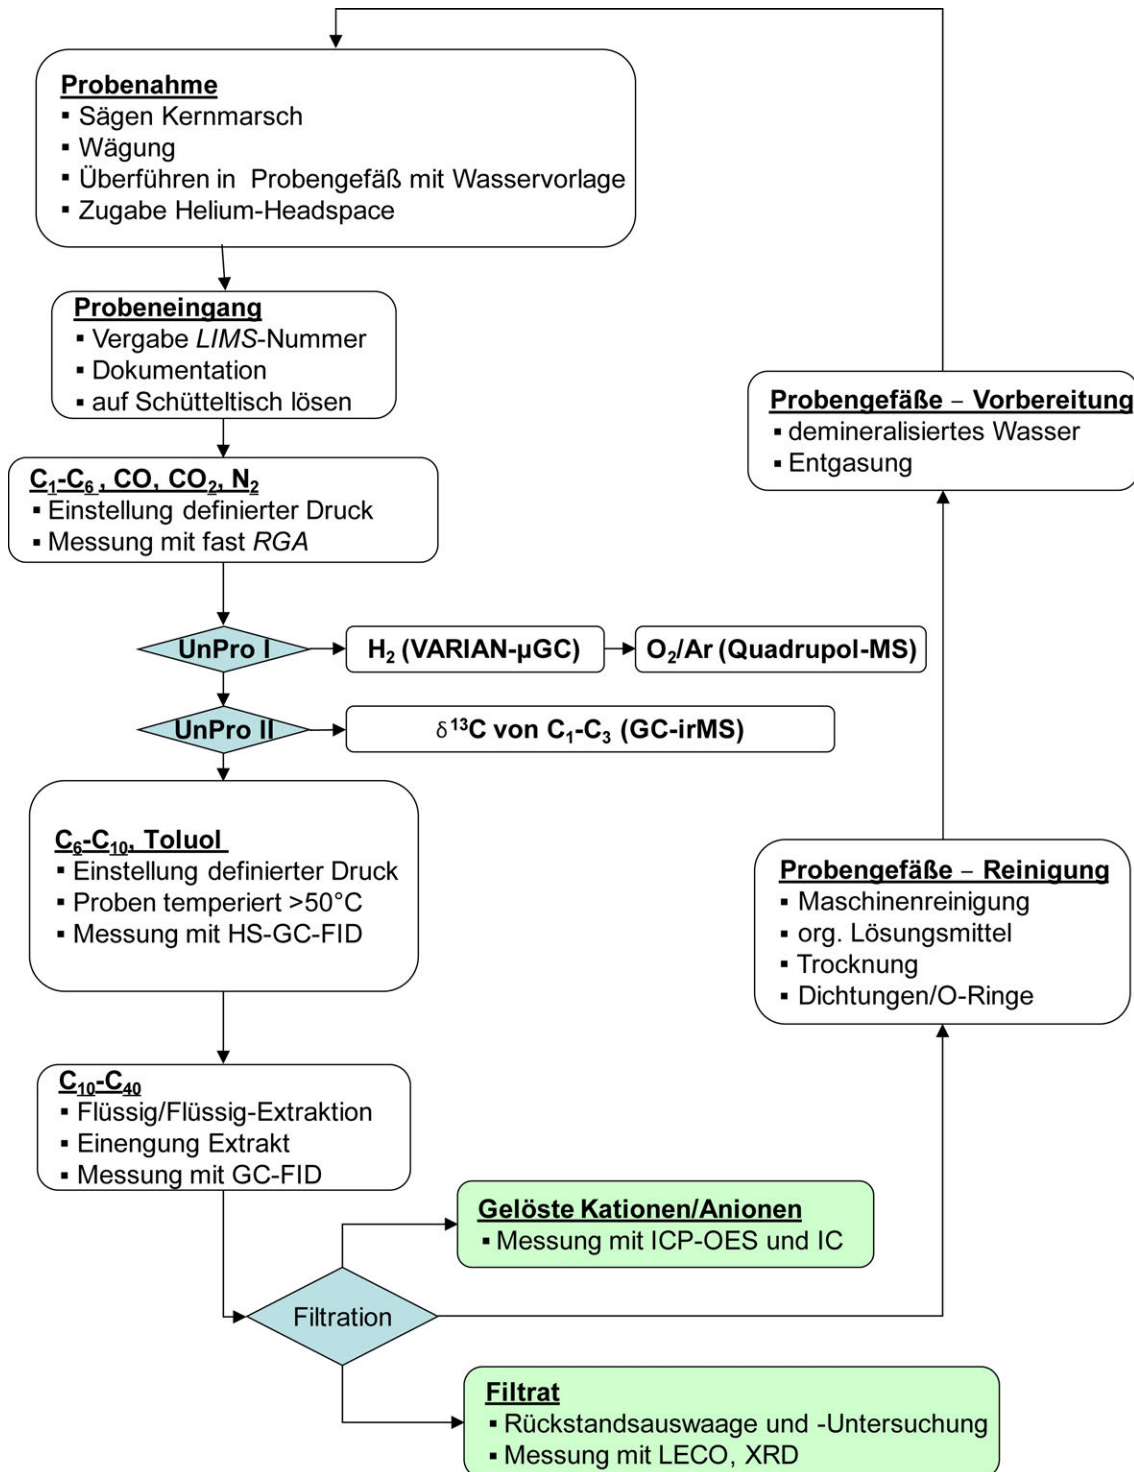 Probenahme
▪ Sägen Kernmarsch
▪ Wägung
▪ Überführen in Probengefäß mit Wasservorlage
▪ Zugabe Helium-Headspace
Probeneingang
▪ Vergabe LIMS-Nummer
▪ Dokumentation
▪ auf Schütteltisch lösen
C₁-C₆ , CO, CO₂, N₂
▪ Einstellung definierter Druck
▪ Messung mit fast RGA
UnPro I
H₂ (VARIAN-µGC)
O₂/Ar (Quadrupol-MS)
UnPro II
δ¹³C von C₁-C₃ (GC-irMS)
C₆-C₁₀, Toluol
▪ Einstellung definierter Druck
▪ Proben temperiert >50°C
▪ Messung mit HS-GC-FID
C₁₀-C₄₀
▪ Flüssig/Flüssig-Extraktion
▪ Einengung Extrakt
▪ Messung mit GC-FID
Filtration
Gelöste Kationen/Anionen
▪ Messung mit ICP-OES und IC
Filtrat
▪ Rückstandsauswaage und -Untersuchung
▪ Messung mit LECO, XRD
Probengefäße – Reinigung
▪ Maschinenreinigung
▪ org. Lösungsmittel
▪ Trocknung
▪ Dichtungen/O-Ringe
Probengefäße – Vorbereitung
▪ demineralisiertes Wasser
▪ Entgasung